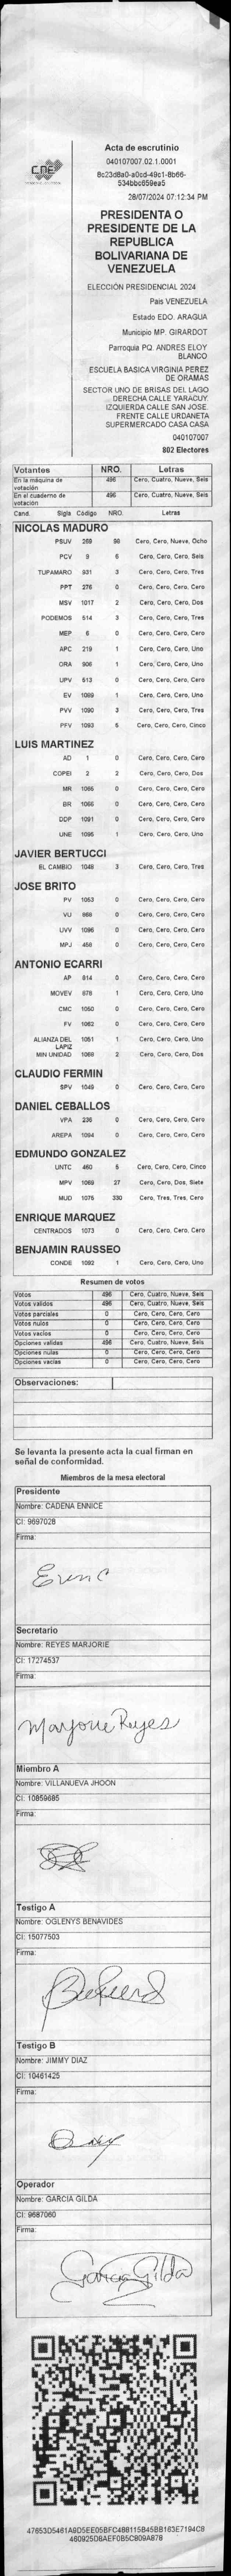 CNE
Acta de escrutinio
040107007.02.1.0001
8c23d8a0-a0cd-49c1-8b66-
534bbc659ea5
28/07/2024 07:12:34 PM
PRESIDENTA O
PRESIDENTE DE LA
REPUBLICA
BOLIVARIANA DE
VENEZUELA
ELECCIÓN PRESIDENCIAL 2024
País VENEZUELA
Estado EDO. ARAGUA
Municipio MP. GIRARDOT
Parroquia PQ. ANDRES ELOY
BLANCO
ESCUELA BASICA VIRGINIA PEREZ
DE ORAMAS
SECTOR UNO DE BRISAS DEL LAGO
DERECHA CALLE YARACUY.
IZQUIERDA CALLE SAN JOSE.
FRENTE CALLE URDANETA
SUPERMERCADO CASA CASA
040107007
802 Electores
Votantes NRO. Letras
En la máquina de votación 496 Cero, Cuatro, Nueve, Seis
En el cuaderno de votación 496 Cero, Cuatro, Nueve, Seis
Cand. Sigla Código NRO. Letras
NICOLAS MADURO
PSUV 269 98 Cero, Cero, Nueve, Ocho
PCV 9 6 Cero, Cero, Cero, Seis
TUPAMARO 931 3 Cero, Cero, Cero, Tres
PPT 276 0 Cero, Cero, Cero, Cero
MSV 1017 2 Cero, Cero, Cero, Dos
PODEMOS 514 3 Cero, Cero, Cero, Tres
MEP 6 0 Cero, Cero, Cero, Cero
APC 219 1 Cero, Cero, Cero, Uno
ORA 906 1 Cero, Cero, Cero, Uno
UPV 513 0 Cero, Cero, Cero, Cero
EV 1089 1 Cero, Cero, Cero, Uno
PVV 1090 3 Cero, Cero, Cero, Tres
PFV 1093 5 Cero, Cero, Cero, Cinco
LUIS MARTINEZ
AD 1 0 Cero, Cero, Cero, Cero
COPEI 2 2 Cero, Cero, Cero, Dos
MR 1065 0 Cero, Cero, Cero, Cero
BR 1066 0 Cero, Cero, Cero, Cero
DDP 1091 0 Cero, Cero, Cero, Cero
UNE 1095 1 Cero, Cero, Cero, Uno
JAVIER BERTUCCI
EL CAMBIO 1048 3 Cero, Cero, Cero, Tres
JOSE BRITO
PV 1053 0 Cero, Cero, Cero, Cero
VU 868 0 Cero, Cero, Cero, Cero
UVV 1096 0 Cero, Cero, Cero, Cero
MPJ 458 0 Cero, Cero, Cero, Cero
ANTONIO ECARRI
AP 814 0 Cero, Cero, Cero, Cero
MOVEV 878 1 Cero, Cero, Cero, Uno
CMC 1050 0 Cero, Cero, Cero, Cero
FV 1062 0 Cero, Cero, Cero, Cero
ALIANZA DEL LAPIZ 1051 1 Cero, Cero, Cero, Uno
MIN UNIDAD 1068 2 Cero, Cero, Cero, Dos
CLAUDIO FERMIN
SPV 1049 0 Cero, Cero, Cero, Cero
DANIEL CEBALLOS
VPA 236 0 Cero, Cero, Cero, Cero
AREPA 1094 0 Cero, Cero, Cero, Cero
EDMUNDO GONZALEZ
UNTC 460 5 Cero, Cero, Cero, Cinco
MPV 1069 27 Cero, Cero, Dos, Siete
MUD 1075 330 Cero, Tres, Tres, Cero
ENRIQUE MARQUEZ
CENTRADOS 1073 0 Cero, Cero, Cero, Cero
BENJAMIN RAUSSEO
CONDE 1092 1 Cero, Cero, Cero, Uno
Resumen de votos
Votos 496 Cero, Cuatro, Nueve, Seis
Votos validos 496 Cero, Cuatro, Nueve, Seis
Votos parciales 0 Cero, Cero, Cero, Cero
Votos nulos 0 Cero, Cero, Cero, Cero
Votos vacios 0 Cero, Cero, Cero, Cero
Opciones validas 496 Cero, Cuatro, Nueve, Seis
Opciones nulas 0 Cero, Cero, Cero, Cero
Opciones vacias 0 Cero, Cero, Cero, Cero
Observaciones:
Se levanta la presente acta la cual firman en
señal de conformidad.
Miembros de la mesa electoral
Presidente
Nombre: CADENA ENNICE
CI: 9697028
Firma:
Secretario
Nombre: REYES MARJORIE
CI: 17274537
Firma:
Marjorie Reyes
Miembro A
Nombre: VILLANUEVA JHOON
CI: 10859685
Firma:
Testigo A
Nombre: OGLENYS BENAVIDES
CI: 15077503
Firma:
Testigo B
Nombre: JIMMY DIAZ
CI: 10461425
Firma:
Operador
Nombre: GARCIA GILDA
CI: 9687060
Firma:
Garcia Gilda
47653D5461A9D5EE05BFC468115B45BB163E7194C8
460925D8AEF0B5C809A878